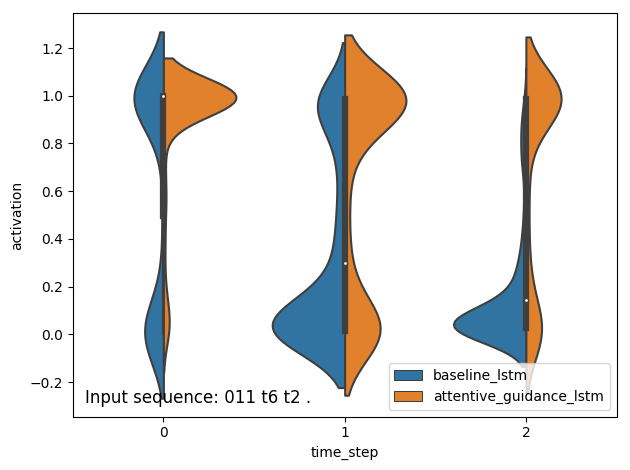 1.2
1.0
0.8
0.6
0.4
0.2
0.0
−0.2
activation
Input sequence: 011 t6 t2 .
baseline_lstm
attentive_guidance_lstm
0 1 2
time_step